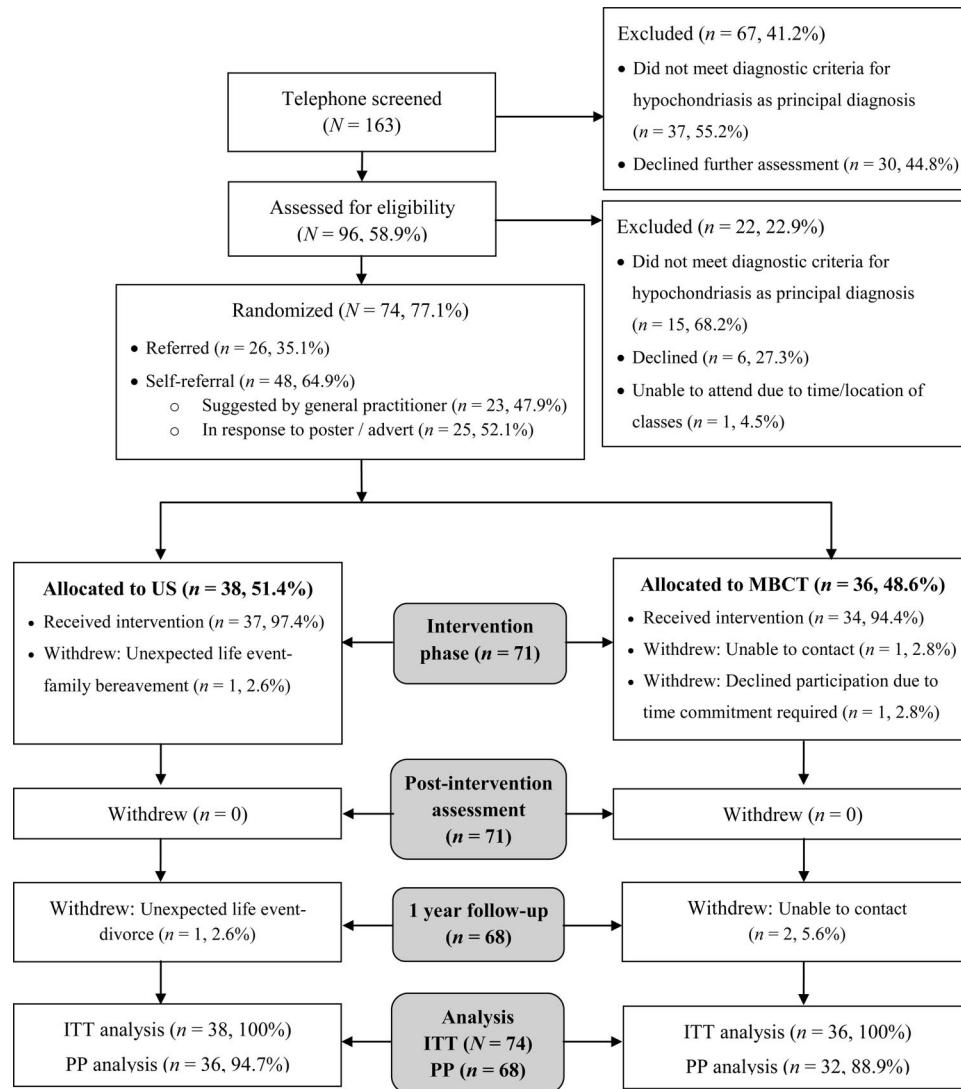 Telephone screened
(N = 163)
Excluded (n = 67, 41.2%)
• Did not meet diagnostic criteria for
hypochondriasis as principal diagnosis
(n = 37, 55.2%)
• Declined further assessment (n = 30, 44.8%)
Assessed for eligibility
(N = 96, 58.9%)
Excluded (n = 22, 22.9%)
• Did not meet diagnostic criteria for
hypochondriasis as principal diagnosis
(n = 15, 68.2%)
• Declined (n = 6, 27.3%)
• Unable to attend due to time/location of
classes (n = 1, 4.5%)
Randomized (N = 74, 77.1%)
• Referred (n = 26, 35.1%)
• Self-referral (n = 48, 64.9%)
o Suggested by general practitioner (n = 23, 47.9%)
o In response to poster / advert (n = 25, 52.1%)
Allocated to US (n = 38, 51.4%)
• Received intervention (n = 37, 97.4%)
• Withdrew: Unexpected life event-
family bereavement (n = 1, 2.6%)
Intervention
phase (n = 71)
Allocated to MBCT (n = 36, 48.6%)
• Received intervention (n = 34, 94.4%)
• Withdrew: Unable to contact (n = 1, 2.8%)
• Withdrew: Declined participation due to
time commitment required (n = 1, 2.8%)
Withdrew (n = 0)
Post-intervention
assessment
(n = 71)
Withdrew (n = 0)
Withdrew: Unexpected life event-
divorce (n = 1, 2.6%)
1 year follow-up
(n = 68)
Withdrew: Unable to contact
(n = 2, 5.6%)
ITT analysis (n = 38, 100%)
PP analysis (n = 36, 94.7%)
Analysis
ITT (N = 74)
PP (n = 68)
ITT analysis (n = 36, 100%)
PP analysis (n = 32, 88.9%)